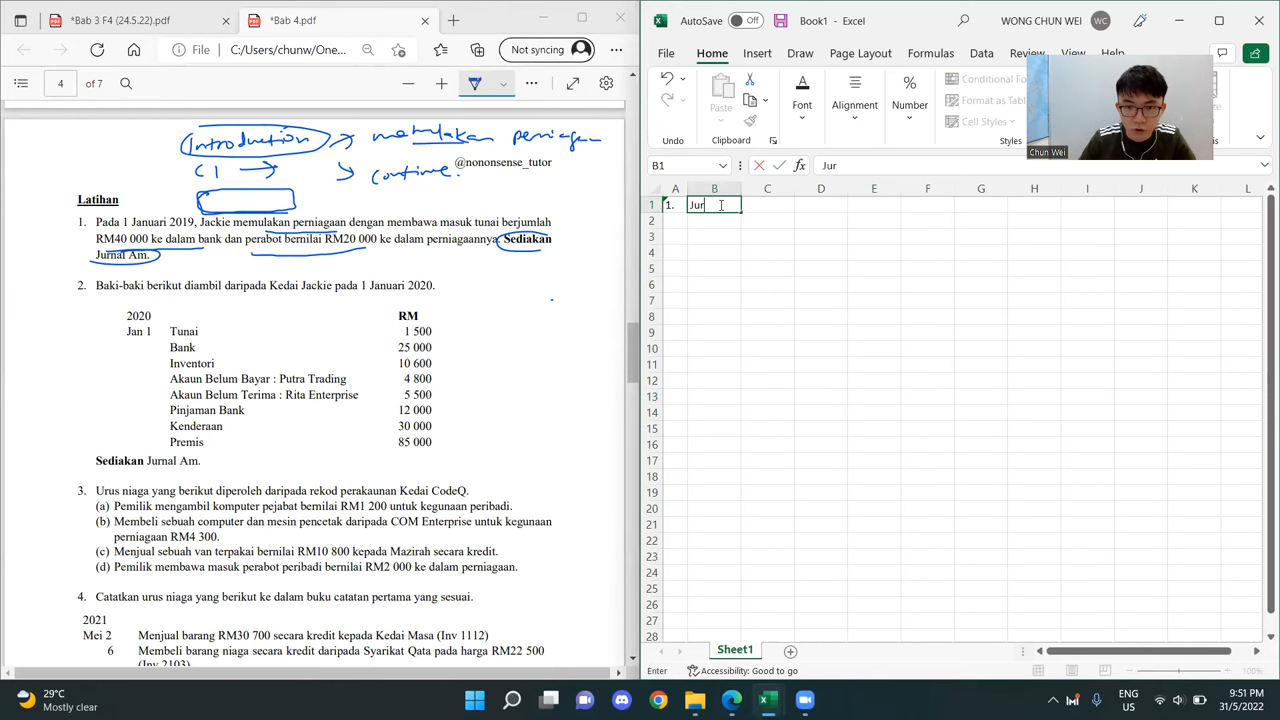 *Bab 3 F4 (24.5.22).pdf
*Bab 4.pdf
File
C:/Users/chunw/One...
Not syncing
4
of 7
Introduction
memulakan perniagaan
C1
continue.
@nononsense_tutor
Latihan
1. Pada 1 Januari 2019, Jackie memulakan perniagaan dengan membawa masuk tunai berjumlah
RM40 000 ke dalam bank dan perabot bernilai RM20 000 ke dalam perniagaannya. Sediakan
Jurnal Am.
2. Baki-baki berikut diambil daripada Kedai Jackie pada 1 Januari 2020.
2020 RM
Jan 1 Tunai 1 500
Bank 25 000
Inventori 10 600
Akaun Belum Bayar : Putra Trading 4 800
Akaun Belum Terima : Rita Enterprise 5 500
Pinjaman Bank 12 000
Kenderaan 30 000
Premis 85 000
Sediakan Jurnal Am.
3. Urus niaga yang berikut diperoleh daripada rekod perakaunan Kedai CodeQ.
(a) Pemilik mengambil komputer pejabat bernilai RM1 200 untuk kegunaan peribadi.
(b) Membeli sebuah computer dan mesin pencetak daripada COM Enterprise untuk kegunaan
perniagaan RM4 300.
(c) Menjual sebuah van terpakai bernilai RM10 800 kepada Mazirah secara kredit.
(d) Pemilik membawa masuk perabot peribadi bernilai RM2 000 ke dalam perniagaan.
4. Catatkan urus niaga yang berikut ke dalam buku catatan pertama yang sesuai.
2021
Mei 2 Menjual barang RM30 700 secara kredit kepada Kedai Masa (Inv 1112)
6 Membeli barang niaga secara kredit daripada Syarikat Qata pada harga RM22 500
(Inv 2103)
AutoSave Off
Book1 - Excel
WONG CHUN WEI
WC
File Home Insert Draw Page Layout Formulas Data Review View
Undo
Paste
Clipboard
Font
Alignment
Number
Conditional Fo
Format as Tabl
Cell Styles
Styles
Chun Wei
B1
fx
Jur
A B C D E F G H I J K L
1 1. Jur
2
3
4
5
6
7
8
9
10
11
12
13
14
15
16
17
18
19
20
21
22
23
24
25
26
27
28
Sheet1
Enter
Accessibility: Good to go
100%
29°C
Mostly clear
ENG
US
9:51 PM
31/5/2022